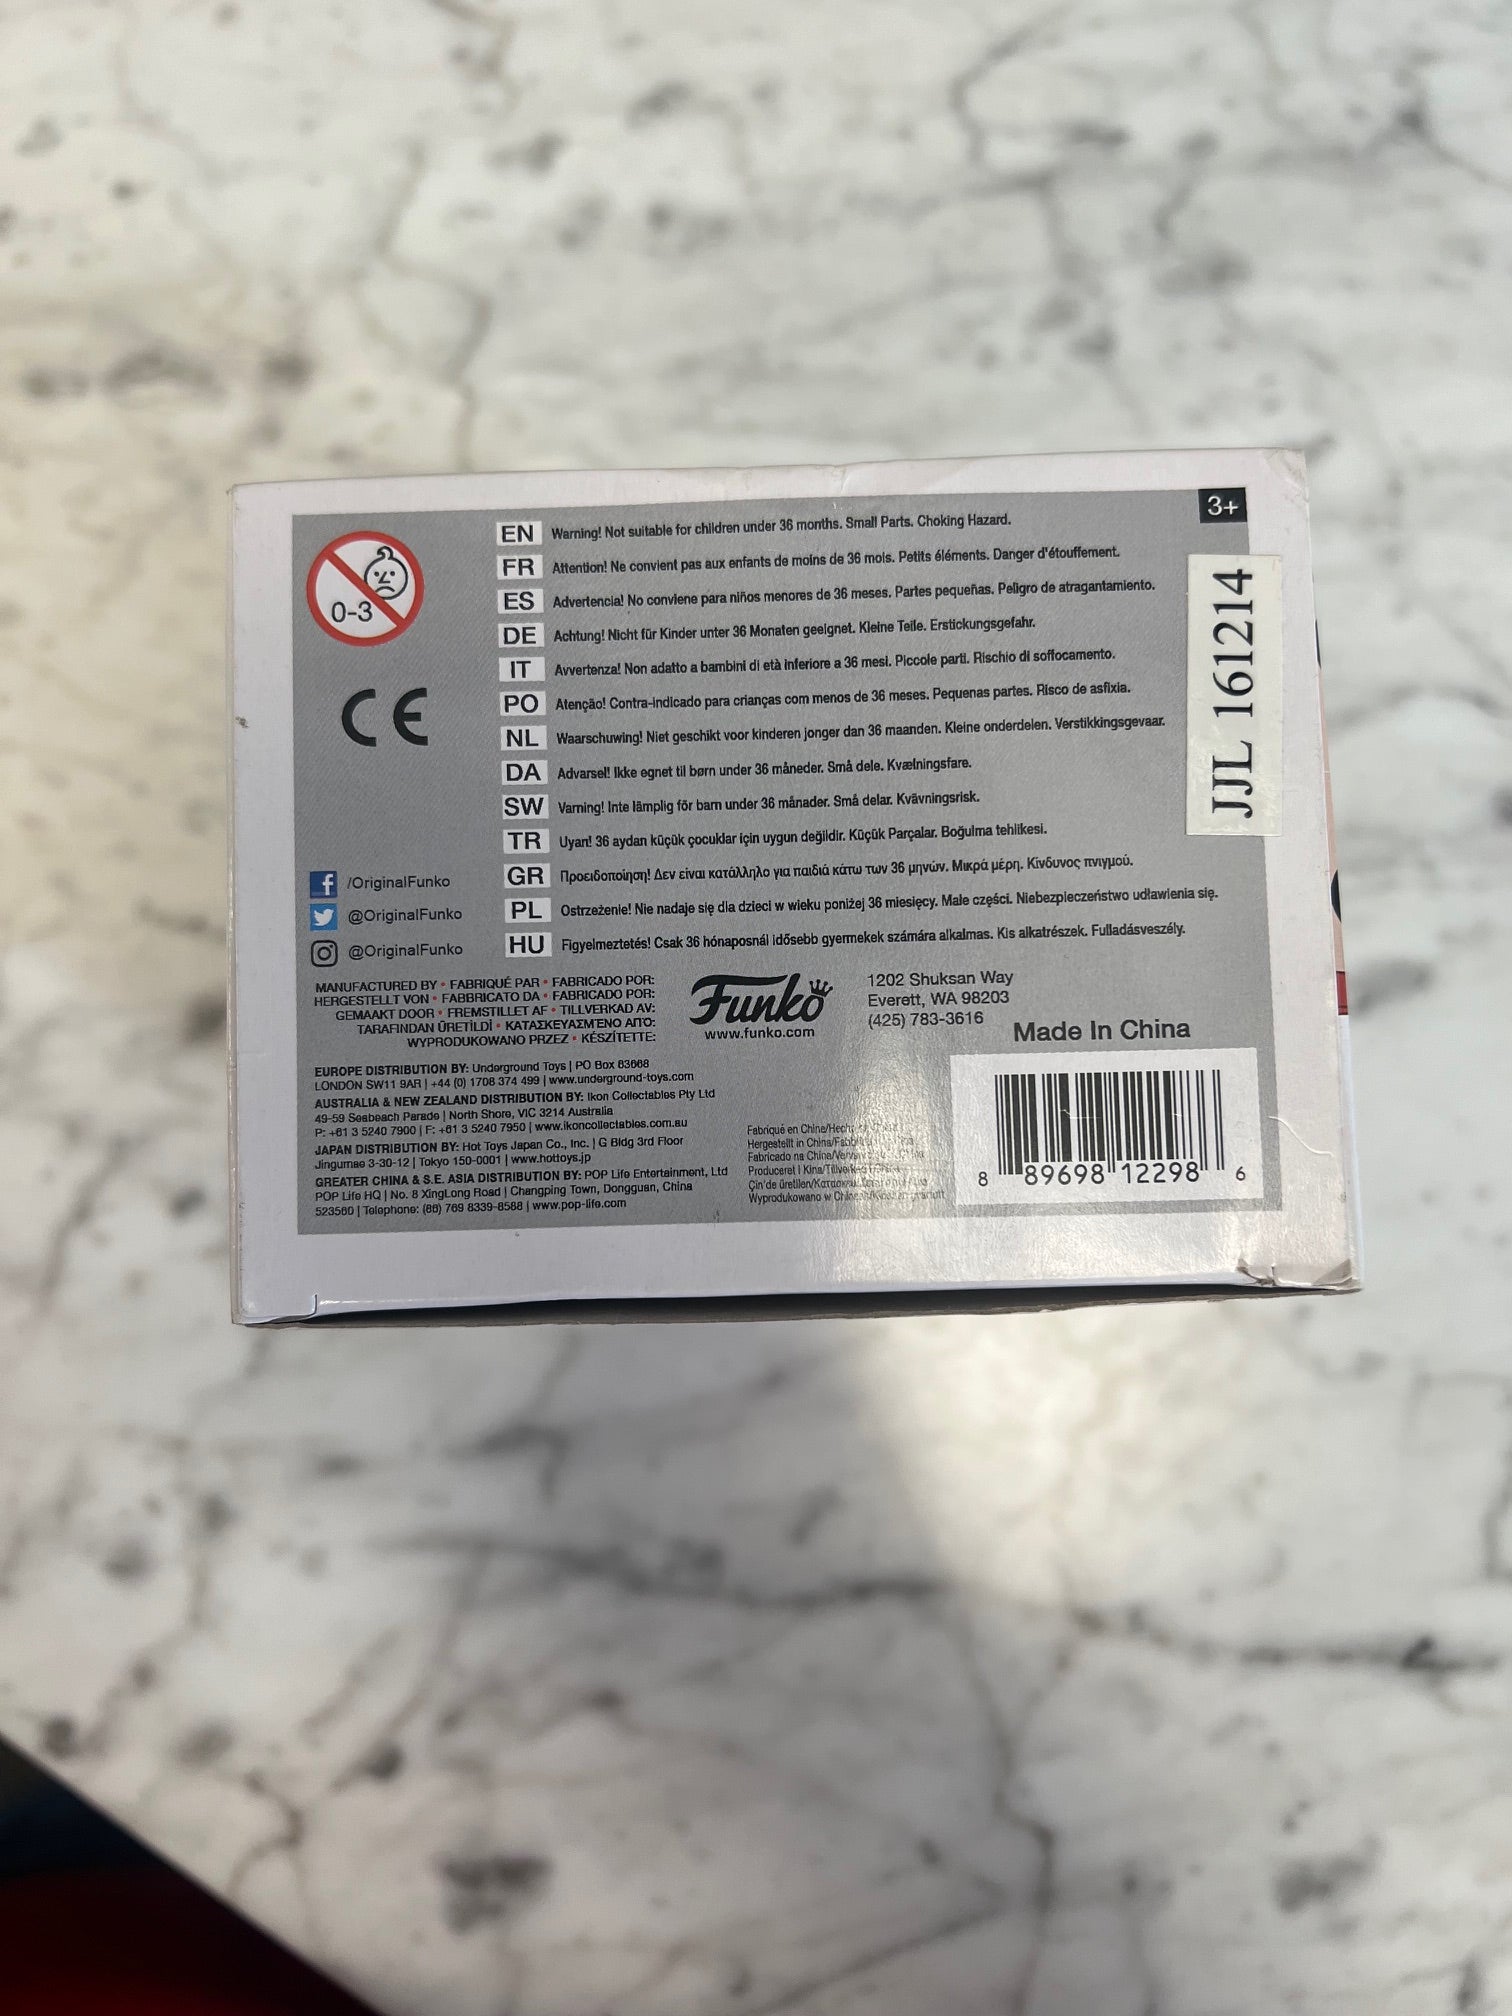 3+
0-3
CE
EN Warning! Not suitable for children under 36 months. Small Parts. Choking Hazard.
FR Attention! Ne convient pas aux enfants de moins de 36 mois. Petits éléments. Danger d'étouffement.
ES Advertencia! No conviene para niños menores de 36 meses. Partes pequeñas. Peligro de atragantamiento.
DE Achtung! Nicht für Kinder unter 36 Monaten geeignet. Kleine Teile. Erstickungsgefahr.
IT Avvertenza! Non adatto a bambini di età inferiore a 36 mesi. Piccole parti. Rischio di soffocamento.
PO Atenção! Contra-indicado para crianças com menos de 36 meses. Pequenas partes. Risco de asfixia.
NL Waarschuwing! Niet geschikt voor kinderen jonger dan 36 maanden. Kleine onderdelen. Verstikkingsgevaar.
DA Advarsel! Ikke egnet til børn under 36 måneder. Små dele. Kvælningsfare.
SW Varning! Inte lämplig för barn under 36 månader. Små delar. Kvävningsrisk.
TR Uyarı! 36 aydan küçük çocuklar için uygun değildir. Küçük Parçalar. Boğulma tehlikesi.
GR Προειδοποίηση! Δεν είναι κατάλληλο για παιδιά κάτω των 36 μηνών. Μικρά μέρη. Κίνδυνος πνιγμού.
PL Ostrzeżenie! Nie nadaje się dla dzieci w wieku poniżej 36 miesięcy. Małe części. Niebezpieczeństwo udławienia się.
HU Figyelmeztetés! Csak 36 hónaposnál idősebb gyermekek számára alkalmas. Kis alkatrészek. Fulladásveszély.
JJL 161214
/OriginalFunko
@OriginalFunko
@OriginalFunko
MANUFACTURED BY • FABRIQUÉ PAR • FABRICADO POR:
HERGESTELLT VON • FABBRICATO DA • FABRICADO POR:
GEMAAKT DOOR • FREMSTILLET AF • TILLVERKAD AV:
TARAFINDAN ÜRETİLDİ • ΚΑΤΑΣΚΕΥΑΣΜΈΝΟ ΑΠΌ:
WYPRODUKOWANO PRZEZ • KÉSZÍTETTE:
Funko
www.funko.com
1202 Shuksan Way
Everett, WA 98203
(425) 783-3616
Made In China
EUROPE DISTRIBUTION BY: Underground Toys | PO Box 83668
LONDON SW11 9AR | +44 (0) 1708 374 499 | www.underground-toys.com
AUSTRALIA & NEW ZEALAND DISTRIBUTION BY: Ikon Collectables Pty Ltd
49-59 Seabeach Parade | North Shore, VIC 3214 Australia
P: +61 3 5240 7900 | F: +61 3 5240 7950 | www.ikoncollectables.com.au
JAPAN DISTRIBUTION BY: Hot Toys Japan Co., Inc. | G Bldg 3rd Floor
Jingumae 3-30-12 | Tokyo 150-0001 | www.hottoys.jp
GREATER CHINA & S.E. ASIA DISTRIBUTION BY: POP Life Entertainment, Ltd
POP Life HQ | No. 8 XingLong Road | Changping Town, Dongguan, China
523560 | Telephone: (86) 769 8339-8588 | www.pop-life.com
Fabriqué en Chine/Hecho
Hergestellt in China/
Fabricado na China/
Produceret I Kina/
Çin'de üretilen/
Wyprodukowano w
8 89698 12298 6